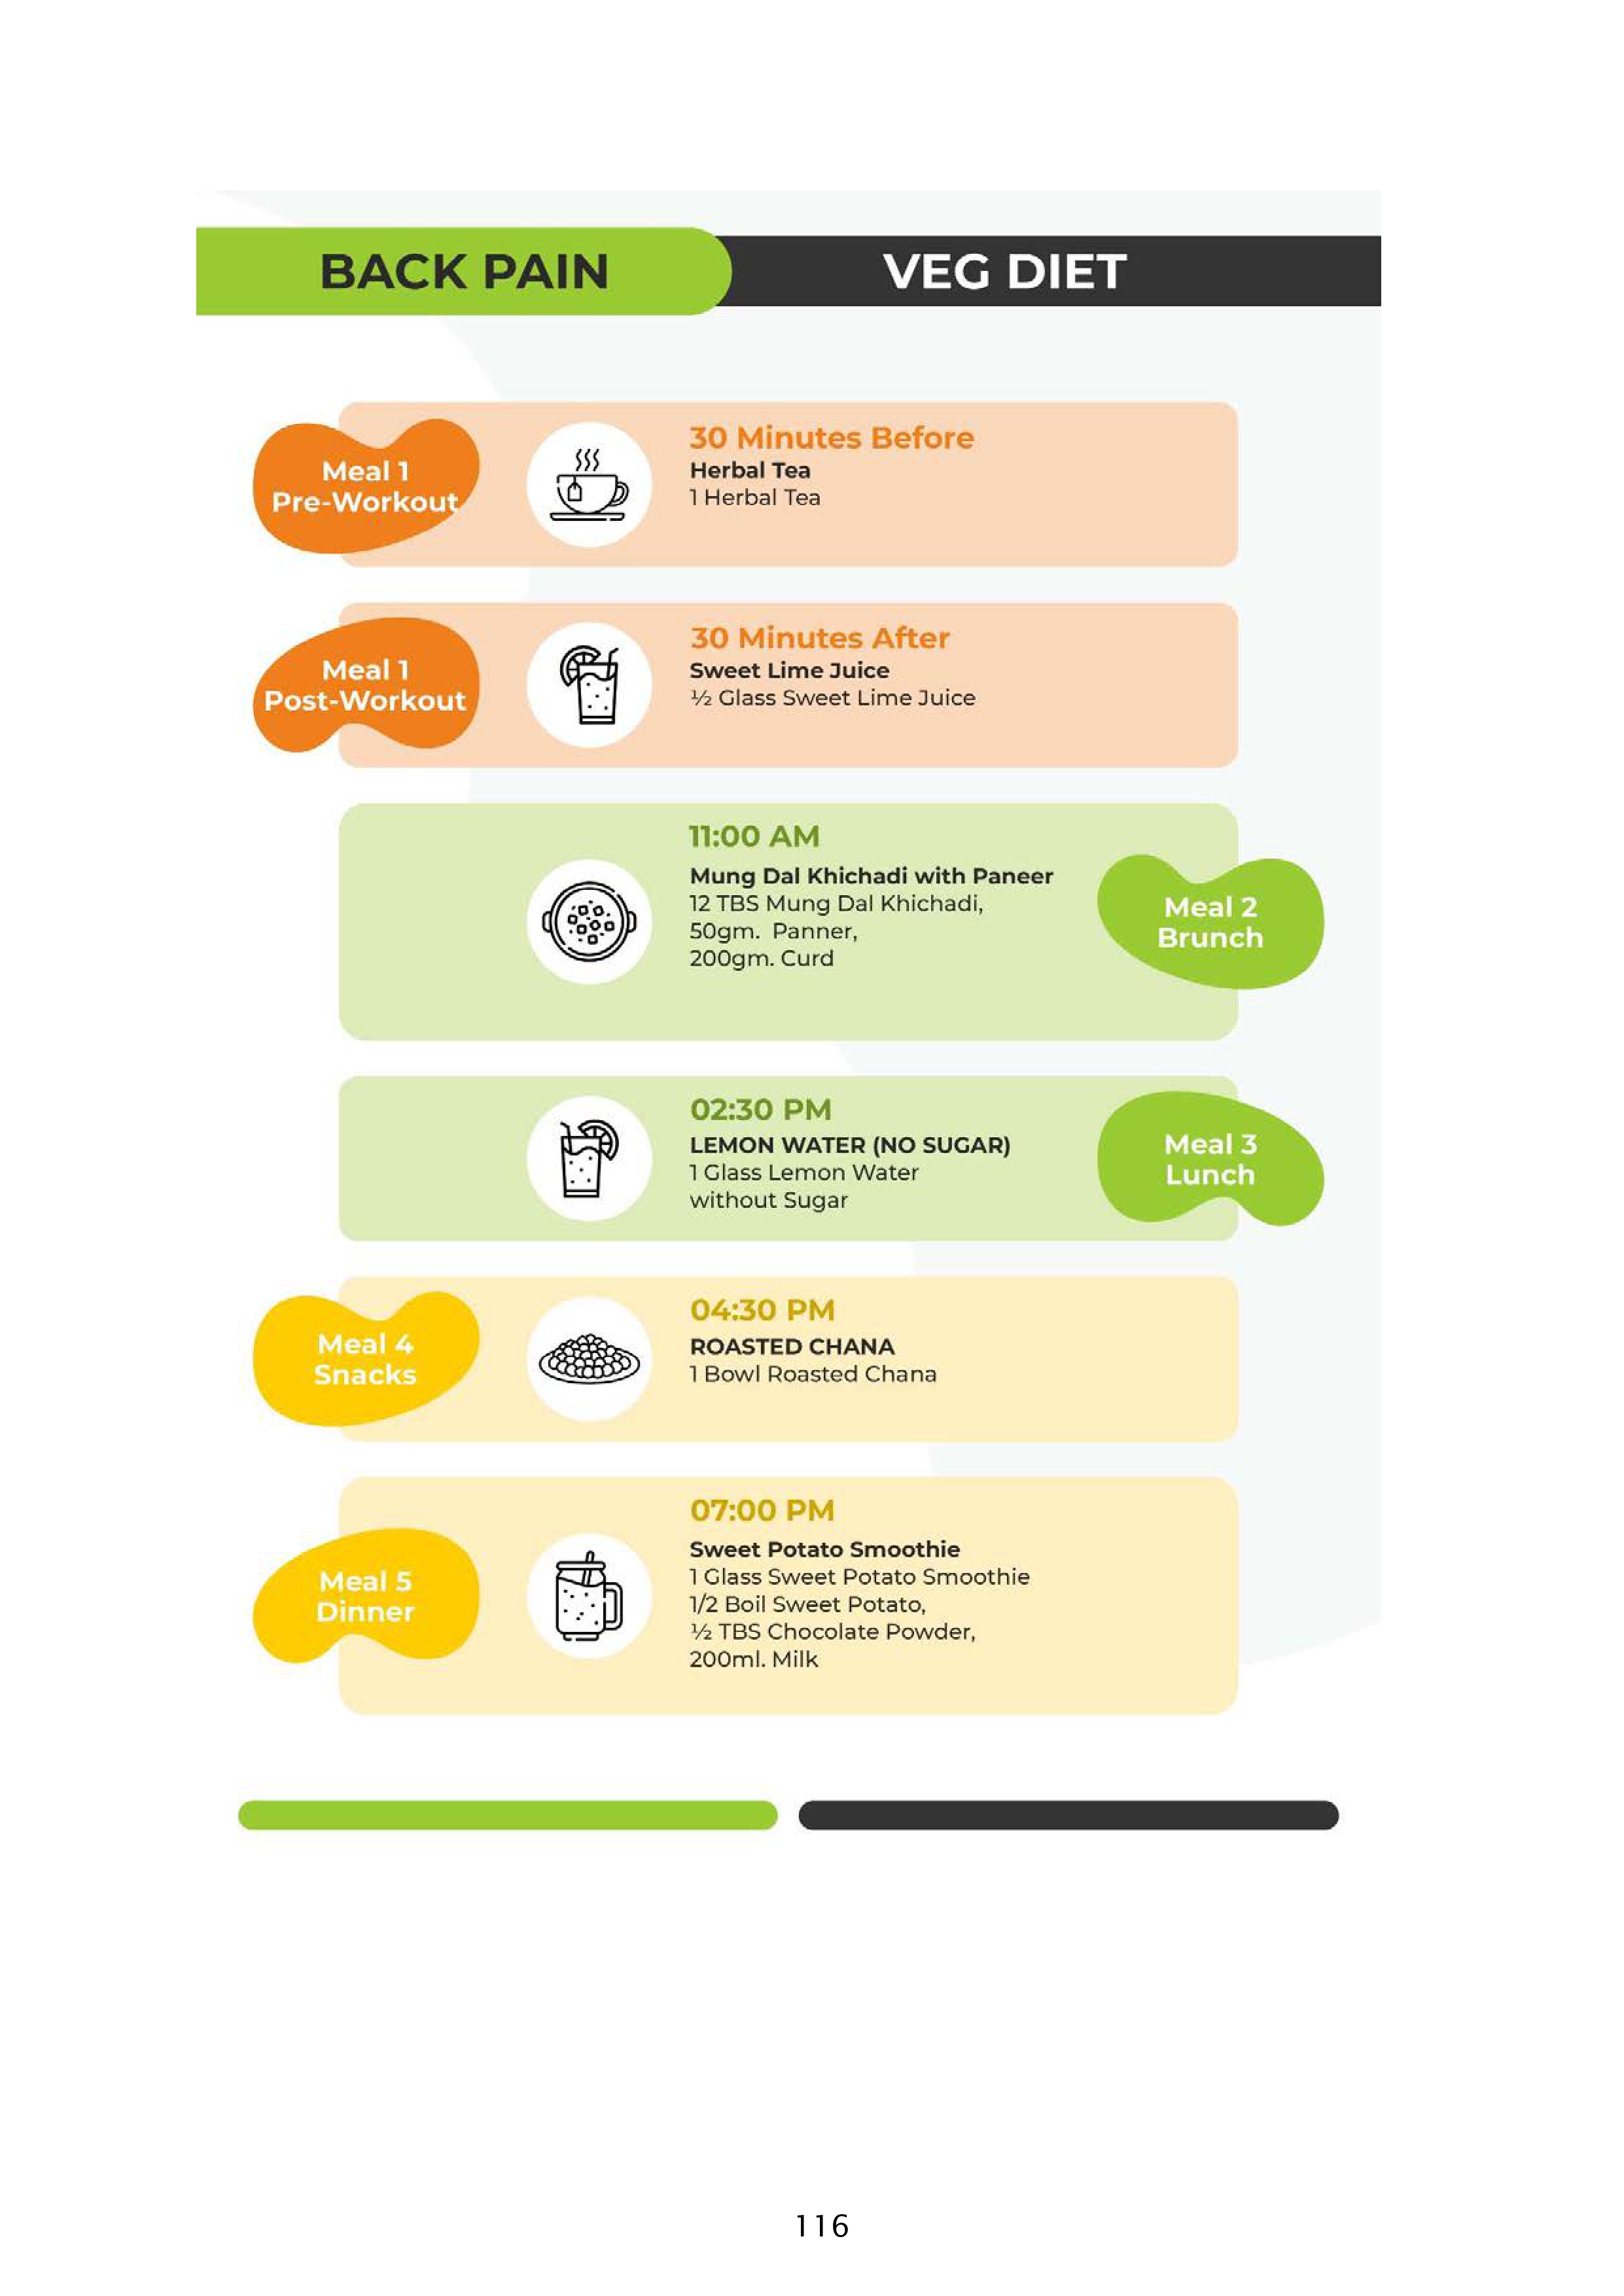 BACK PAIN
VEG DIET
Meal 1
Pre-Workout
30 Minutes Before
Herbal Tea
1 Herbal Tea
Meal 1
Post-Workout
30 Minutes After
Sweet Lime Juice
½ Glass Sweet Lime Juice
11:00 AM
Mung Dal Khichadi with Paneer
12 TBS Mung Dal Khichadi,
50gm. Panner,
200gm. Curd
Meal 2
Brunch
02:30 PM
LEMON WATER (NO SUGAR)
1 Glass Lemon Water
without Sugar
Meal 3
Lunch
Meal 4
Snacks
04:30 PM
ROASTED CHANA
1 Bowl Roasted Chana
Meal 5
Dinner
07:00 PM
Sweet Potato Smoothie
1 Glass Sweet Potato Smoothie
1/2 Boil Sweet Potato,
½ TBS Chocolate Powder,
200ml. Milk
116